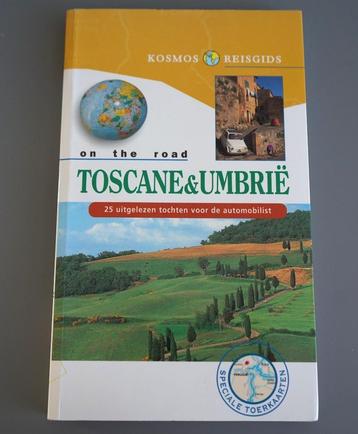 KOSMOS REISGIDS
on the road
TOSCANE&UMBRIË
25 uitgelezen tochten voor de automobilist
SPECIALE TOERKAARTEN